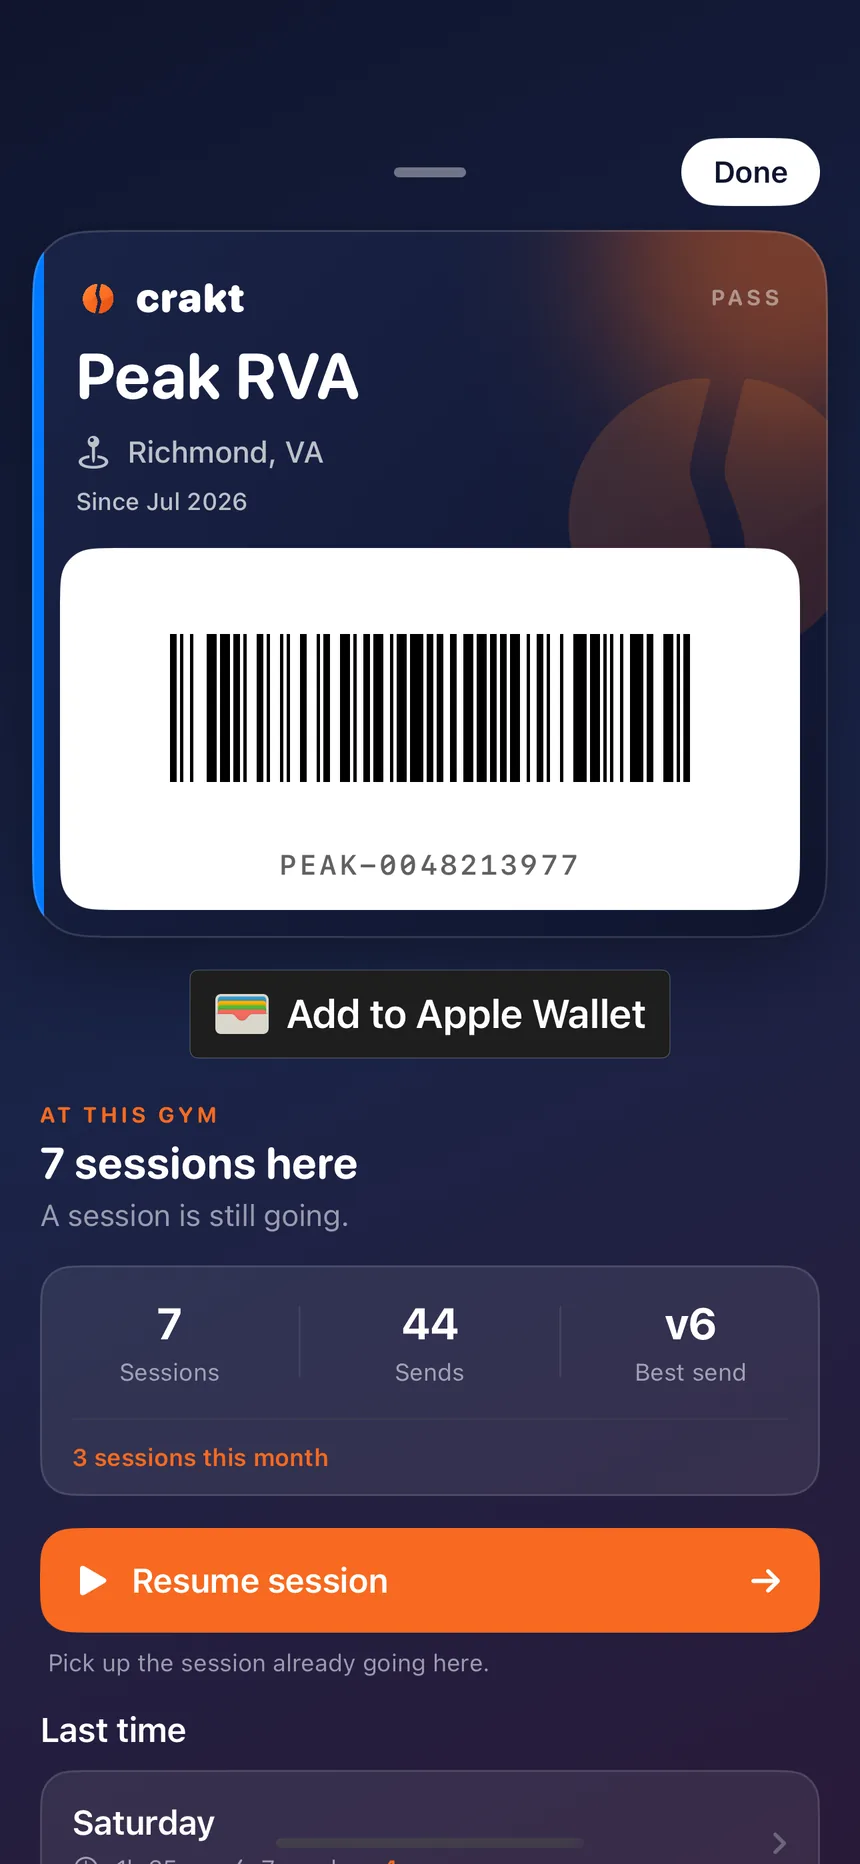 Done
crakt
PASS
Peak RVA
Richmond, VA
Since Jul 2026
PEAK-0048213977
Add to Apple Wallet
AT THIS GYM
7 sessions here
A session is still going.
7
Sessions
44
Sends
v6
Best send
3 sessions this month
Resume session
Pick up the session already going here.
Last time
Saturday